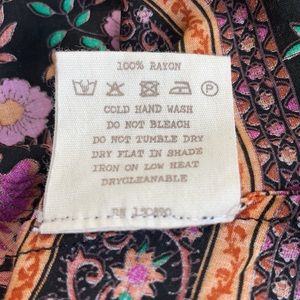 100% RAYON
COLD HAND WASH
DO NOT BLEACH
DO NOT TUMBLE DRY
DRY FLAT IN SHADE
IRON ON LOW HEAT
DRYCLEANABLE